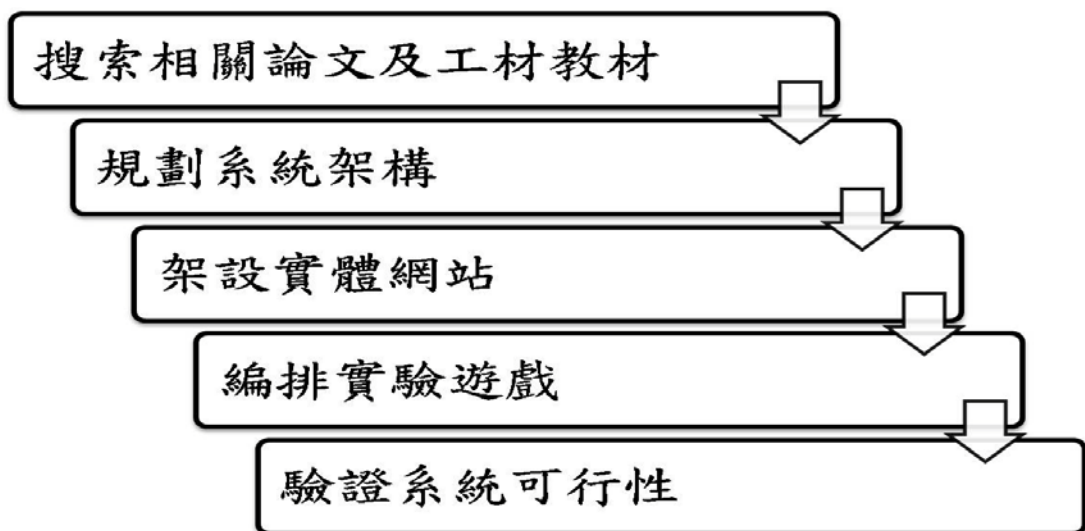 搜索相關論文及工材教材
規劃系統架構
架設實體網站
編排實驗遊戲
驗證系統可行性